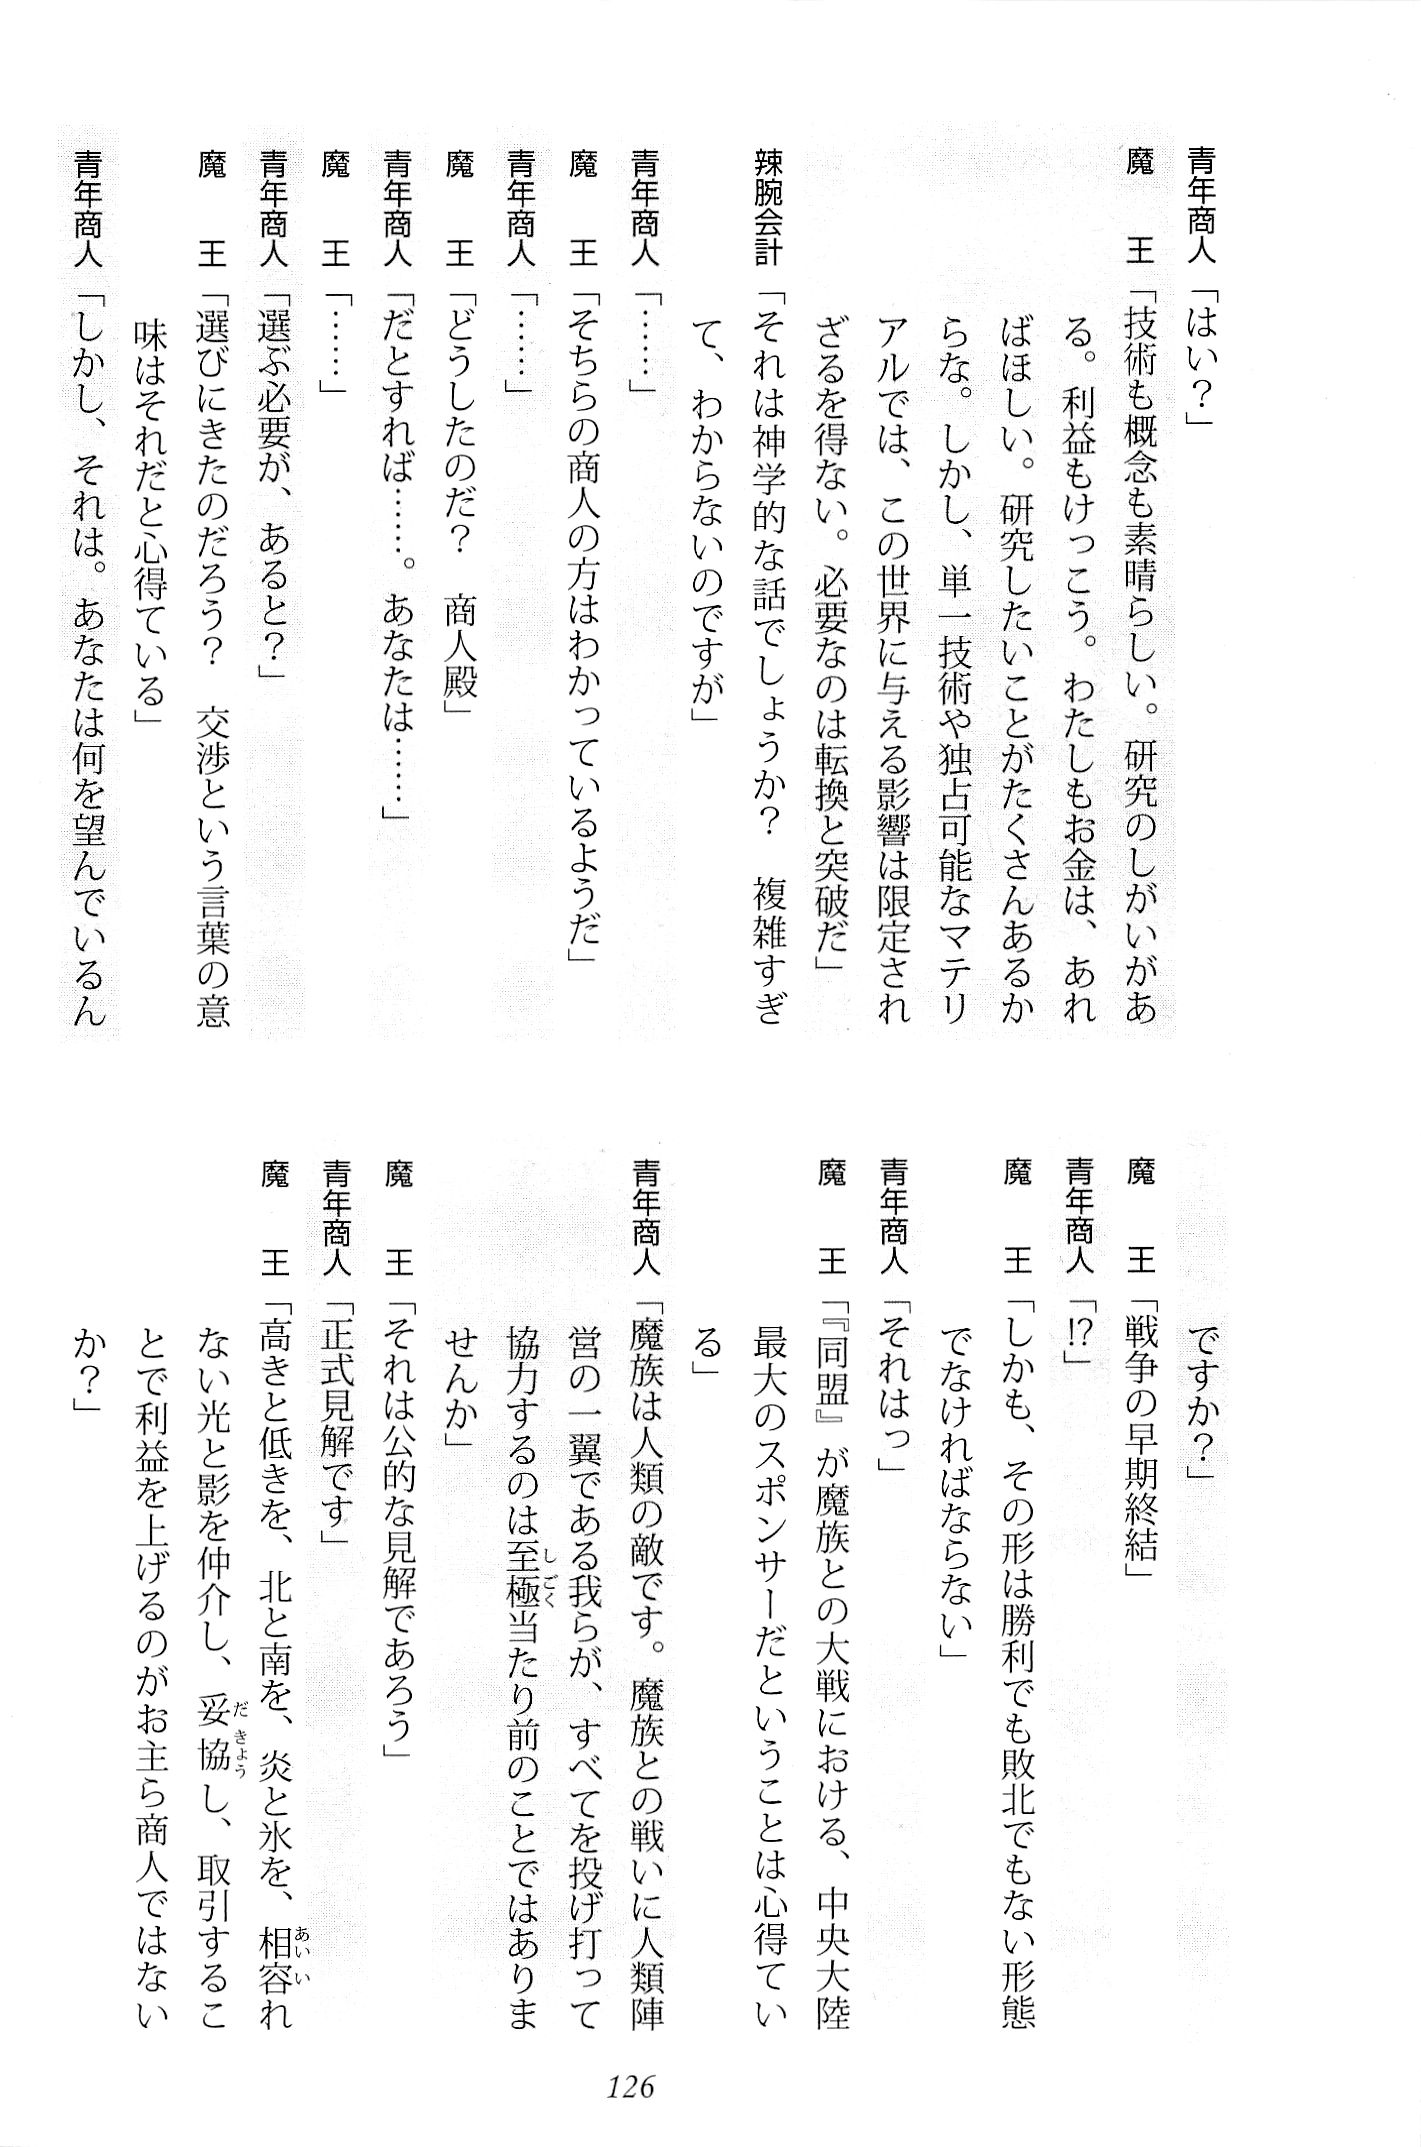 青年商人「はい？」
魔　　王「技術も概念も素晴らしい。研究のしがいがあ
る。利益もけっこう。わたしもお金は、あれ
ばほしい。研究したいことがたくさんあるか
らな。しかし、単一技術や独占可能なマテリ
アルでは、この世界に与える影響は限定され
ざるを得ない。必要なのは転換と突破だ」
辣腕会計「それは神学的な話でしょうか？　複雑すぎ
て、わからないのですが」
青年商人「……」
魔　　王「そちらの商人の方はわかっているようだ」
青年商人「……」
魔　　王「どうしたのだ？　商人殿」
青年商人「だとすれば……。あなたは……」
魔　　王「……」
青年商人「選ぶ必要が、あると？」
魔　　王「選びにきたのだろう？　交渉という言葉の意
味はそれだと心得ている」
青年商人「しかし、それは。あなたは何を望んでいるん
ですか？」
魔　　王「戦争の早期終結」
青年商人「!?」
魔　　王「しかも、その形は勝利でも敗北でもない形態
でなければならない」
青年商人「それはっ」
魔　　王「『同盟』が魔族との大戦における、中央大陸
最大のスポンサーだということは心得てい
る」
青年商人「魔族は人類の敵です。魔族との戦いに人類陣
営の一翼である我らが、すべてを投げ打って
協力するのは至極しごく当たり前のことではありま
せんか」
魔　　王「それは公的な見解であろう」
青年商人「正式見解です」
魔　　王「高きと低きを、北と南を、炎と氷を、相容あいいれ
ない光と影を仲介し、妥協だきょうし、取引するこ
とで利益を上げるのがお主ら商人ではない
か？」
126